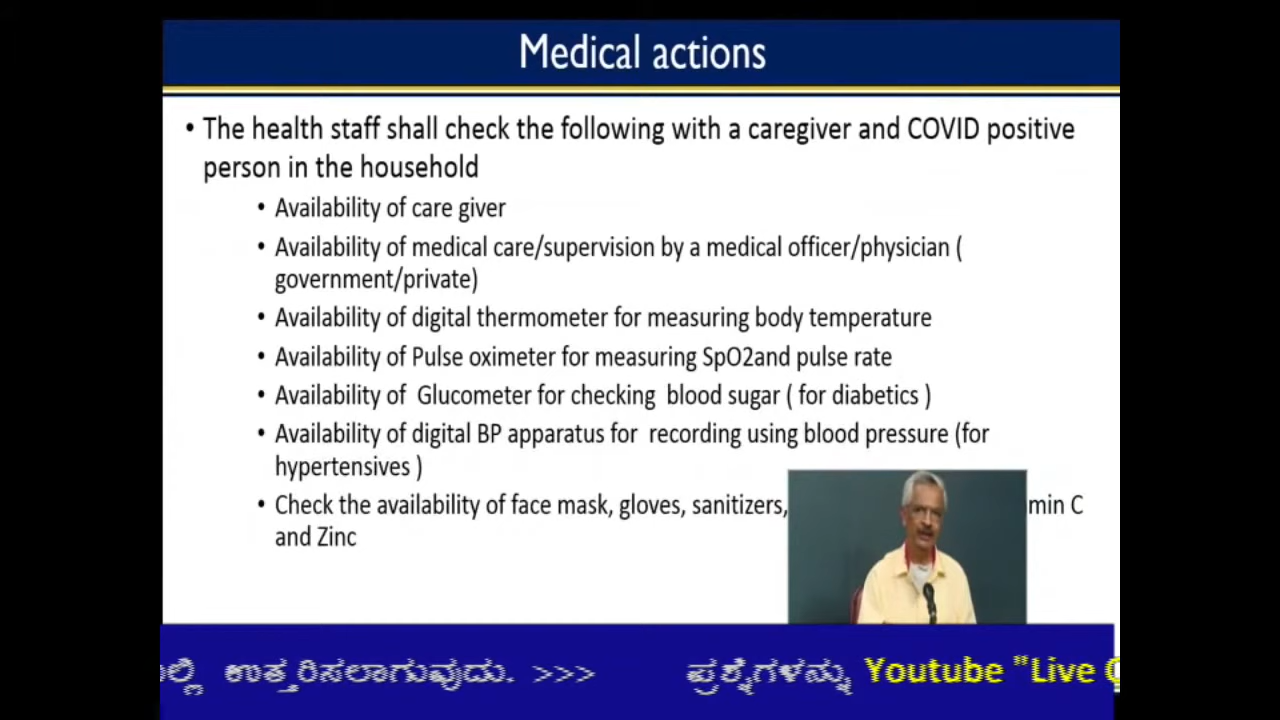 Medical actions
• The health staff shall check the following with a caregiver and COVID positive
person in the household
• Availability of care giver
• Availability of medical care/supervision by a medical officer/physician (
government/private)
• Availability of digital thermometer for measuring body temperature
• Availability of Pulse oximeter for measuring SpO2and pulse rate
• Availability of  Glucometer for checking  blood sugar ( for diabetics )
• Availability of digital BP apparatus for  recording using blood pressure (for
hypertensives )
• Check the availability of face mask, gloves, sanitizers, min C
and Zinc
ಉತ್ತರಿಸಲಾಗುವುದು. >>> ಪ್ರಶ್ನೆಗಳನ್ನು Youtube "Live